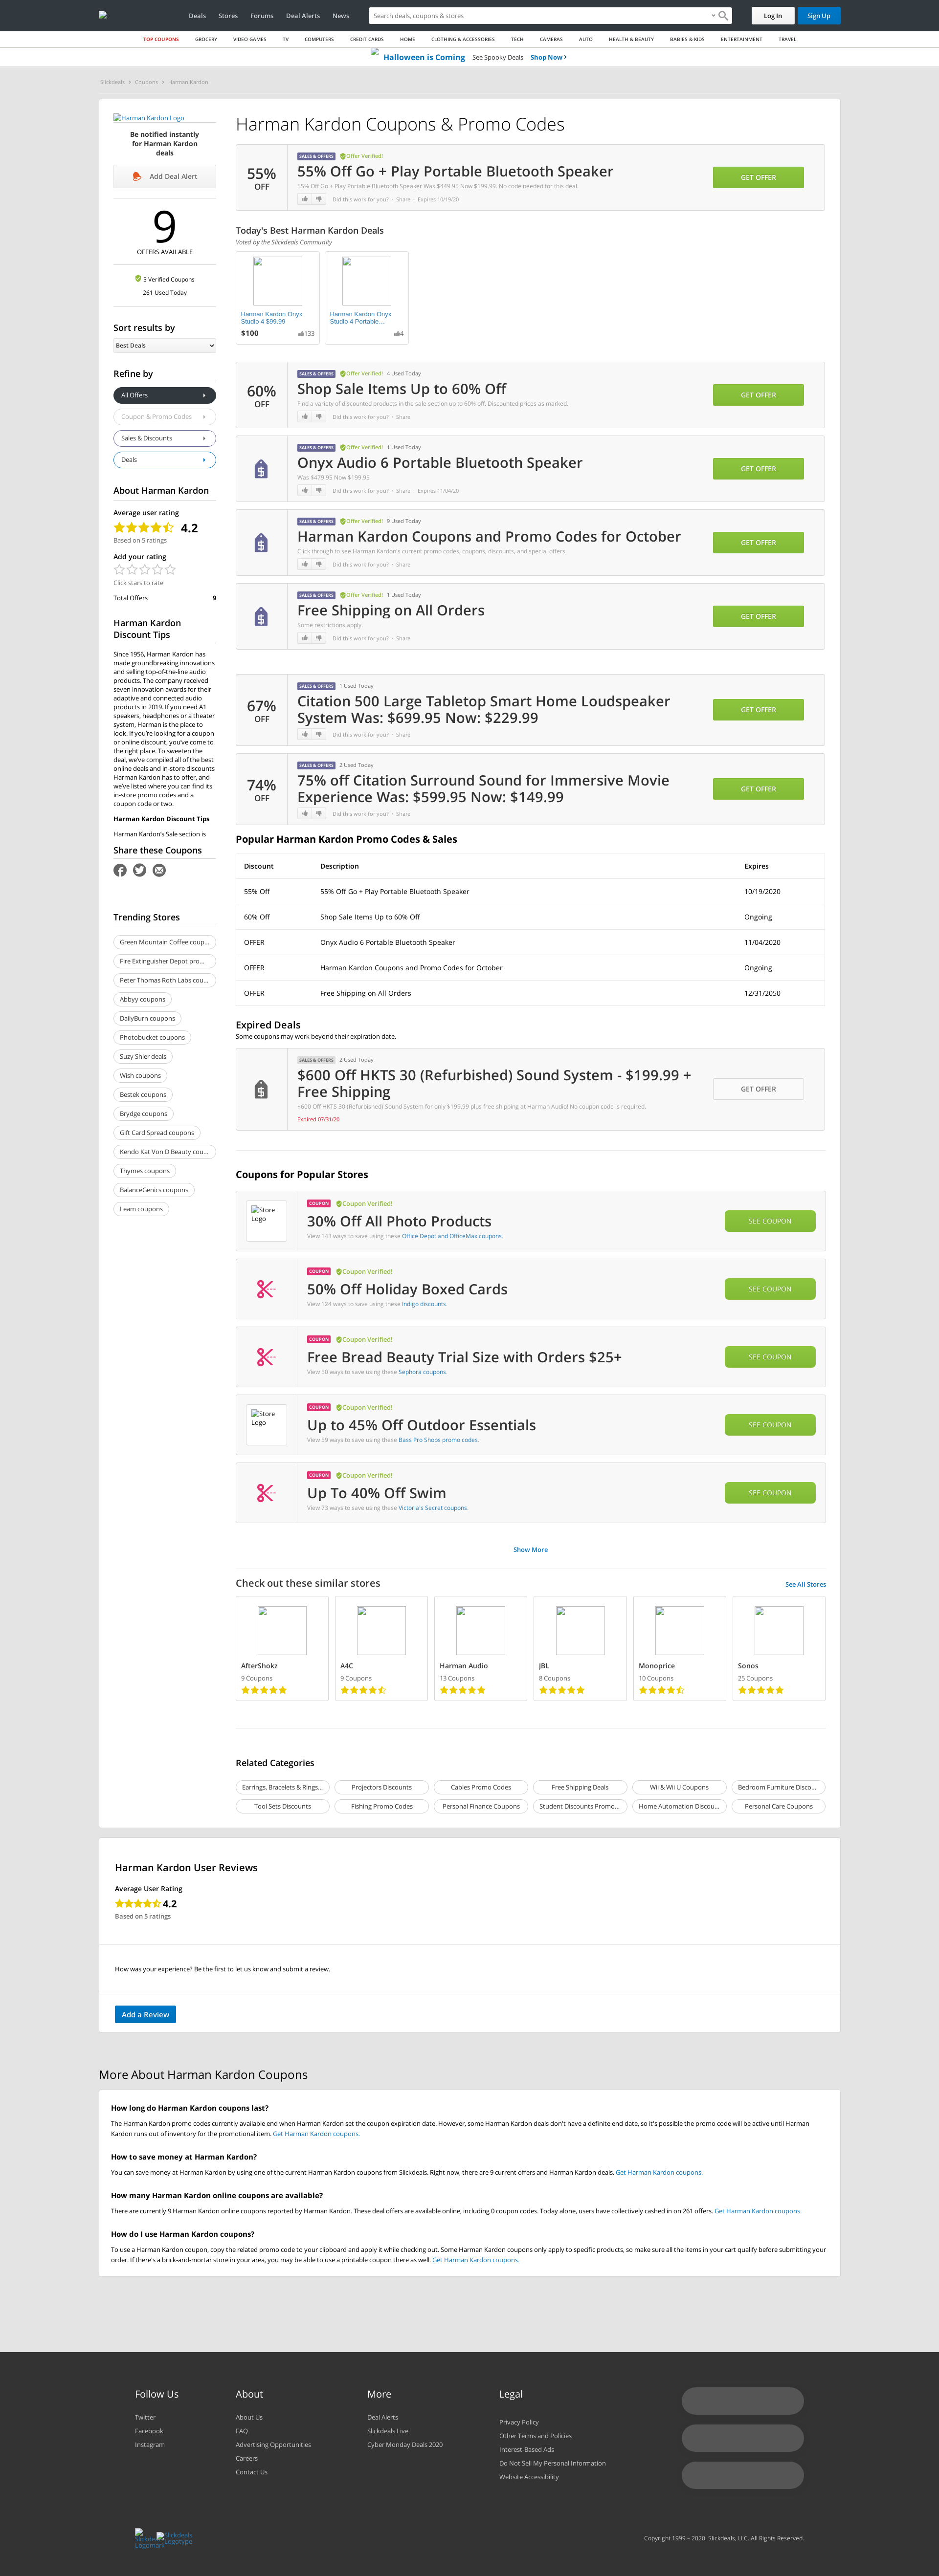 Deals
Stores
Forums
Deal Alerts
News
Search deals, coupons & stores
Log In
Sign Up
TOP COUPONS
GROCERY
VIDEO GAMES
TV
COMPUTERS
CREDIT CARDS
HOME
CLOTHING & ACCESSORIES
TECH
CAMERAS
AUTO
HEALTH & BEAUTY
BABIES & KIDS
ENTERTAINMENT
TRAVEL
Halloween is Coming See Spooky Deals Shop Now
Slickdeals
Coupons
Harman Kardon
Harman Kardon Logo
Be notified instantly
for Harman Kardon
deals
Add Deal Alert
9
OFFERS AVAILABLE
5 Verified Coupons
261 Used Today
Sort results by
Best Deals
Refine by
All Offers
Coupon & Promo Codes
Sales & Discounts
Deals
About Harman Kardon
Average user rating
4.2
Based on 5 ratings
Add your rating
Click stars to rate
Total Offers 9
Harman Kardon
Discount Tips
Since 1956, Harman Kardon has
made groundbreaking innovations
and selling top-of-the-line audio
products. The company received
seven innovation awards for their
adaptive and connected audio
products in 2019. If you need A1
speakers, headphones or a theater
system, Harman is the place to
look. If you're looking for a coupon
or online discount, you've come to
the right place. To sweeten the
deal, we've compiled all of the best
online deals and in-store discounts
Harman Kardon has to offer, and
we've listed where you can find its
in-store promo codes and a
coupon code or two.
Harman Kardon Discount Tips
Harman Kardon's Sale section is
Share these Coupons
Trending Stores
Green Mountain Coffee coup...
Fire Extinguisher Depot pro...
Peter Thomas Roth Labs cou...
Abbyy coupons
DailyBurn coupons
Photobucket coupons
Suzy Shier deals
Wish coupons
Bestek coupons
Brydge coupons
Gift Card Spread coupons
Kendo Kat Von D Beauty cou...
Thymes coupons
BalanceGenics coupons
Leam coupons
Harman Kardon Coupons & Promo Codes
55%
OFF
SALES & OFFERS Offer Verified!
55% Off Go + Play Portable Bluetooth Speaker
55% Off Go + Play Portable Bluetooth Speaker Was $449.95 Now $199.99. No code needed for this deal.
Did this work for you? · Share · Expires 10/19/20
GET OFFER
Today's Best Harman Kardon Deals
Voted by the Slickdeals Community
Harman Kardon Onyx
Studio 4 $99.99
$100 133
Harman Kardon Onyx
Studio 4 Portable...
4
60%
OFF
SALES & OFFERS Offer Verified! 4 Used Today
Shop Sale Items Up to 60% Off
Find a variety of discounted products in the sale section up to 60% off. Discounted prices as marked.
Did this work for you? · Share
GET OFFER
SALES & OFFERS Offer Verified! 1 Used Today
Onyx Audio 6 Portable Bluetooth Speaker
Was $479.95 Now $199.95
Did this work for you? · Share · Expires 11/04/20
GET OFFER
SALES & OFFERS Offer Verified! 9 Used Today
Harman Kardon Coupons and Promo Codes for October
Click through to see Harman Kardon's current promo codes, coupons, discounts, and special offers.
Did this work for you? · Share
GET OFFER
SALES & OFFERS Offer Verified! 1 Used Today
Free Shipping on All Orders
Some restrictions apply.
Did this work for you? · Share
GET OFFER
67%
OFF
SALES & OFFERS 1 Used Today
Citation 500 Large Tabletop Smart Home Loudspeaker
System Was: $699.95 Now: $229.99
Did this work for you? · Share
GET OFFER
74%
OFF
SALES & OFFERS 2 Used Today
75% off Citation Surround Sound for Immersive Movie
Experience Was: $599.95 Now: $149.99
Did this work for you? · Share
GET OFFER
Popular Harman Kardon Promo Codes & Sales
Discount Description Expires
55% Off 55% Off Go + Play Portable Bluetooth Speaker 10/19/2020
60% Off Shop Sale Items Up to 60% Off Ongoing
OFFER Onyx Audio 6 Portable Bluetooth Speaker 11/04/2020
OFFER Harman Kardon Coupons and Promo Codes for October Ongoing
OFFER Free Shipping on All Orders 12/31/2050
Expired Deals
Some coupons may work beyond their expiration date.
SALES & OFFERS 2 Used Today
$600 Off HKTS 30 (Refurbished) Sound System - $199.99 +
Free Shipping
$600 Off HKTS 30 (Refurbished) Sound System for only $199.99 plus free shipping at Harman Audio! No coupon code is required.
Expired 07/31/20
GET OFFER
Coupons for Popular Stores
Store Logo
COUPON Coupon Verified!
30% Off All Photo Products
View 143 ways to save using these Office Depot and OfficeMax coupons.
SEE COUPON
COUPON Coupon Verified!
50% Off Holiday Boxed Cards
View 124 ways to save using these Indigo discounts.
SEE COUPON
COUPON Coupon Verified!
Free Bread Beauty Trial Size with Orders $25+
View 50 ways to save using these Sephora coupons.
SEE COUPON
Store Logo
COUPON Coupon Verified!
Up to 45% Off Outdoor Essentials
View 59 ways to save using these Bass Pro Shops promo codes.
SEE COUPON
COUPON Coupon Verified!
Up To 40% Off Swim
View 73 ways to save using these Victoria's Secret coupons.
SEE COUPON
Show More
Check out these similar stores
See All Stores
AfterShokz
9 Coupons
A4C
9 Coupons
Harman Audio
13 Coupons
JBL
8 Coupons
Monoprice
10 Coupons
Sonos
25 Coupons
Related Categories
Earrings, Bracelets & Rings...
Projectors Discounts
Cables Promo Codes
Free Shipping Deals
Wii & Wii U Coupons
Bedroom Furniture Disco...
Tool Sets Discounts
Fishing Promo Codes
Personal Finance Coupons
Student Discounts Promo...
Home Automation Discou...
Personal Care Coupons
Harman Kardon User Reviews
Average User Rating
4.2
Based on 5 ratings
How was your experience? Be the first to let us know and submit a review.
Add a Review
More About Harman Kardon Coupons
How long do Harman Kardon coupons last?
The Harman Kardon promo codes currently available end when Harman Kardon set the coupon expiration date. However, some Harman Kardon deals don't have a definite end date, so it's possible the promo code will be active until Harman
Kardon runs out of inventory for the promotional item. Get Harman Kardon coupons.
How to save money at Harman Kardon?
You can save money at Harman Kardon by using one of the current Harman Kardon coupons from Slickdeals. Right now, there are 9 current offers and Harman Kardon deals. Get Harman Kardon coupons.
How many Harman Kardon online coupons are available?
There are currently 9 Harman Kardon online coupons reported by Harman Kardon. These deal offers are available online, including 0 coupon codes. Today alone, users have collectively cashed in on 261 offers. Get Harman Kardon coupons.
How do I use Harman Kardon coupons?
To use a Harman Kardon coupon, copy the related promo code to your clipboard and apply it while checking out. Some Harman Kardon coupons only apply to specific products, so make sure all the items in your cart qualify before submitting your
order. If there's a brick-and-mortar store in your area, you may be able to use a printable coupon there as well. Get Harman Kardon coupons.
Follow Us
Twitter
Facebook
Instagram
About
About Us
FAQ
Advertising Opportunities
Careers
Contact Us
More
Deal Alerts
Slickdeals Live
Cyber Monday Deals 2020
Legal
Privacy Policy
Other Terms and Policies
Interest-Based Ads
Do Not Sell My Personal Information
Website Accessibility
Slickdeals
Logotype
Copyright 1999 – 2020. Slickdeals, LLC. All Rights Reserved.